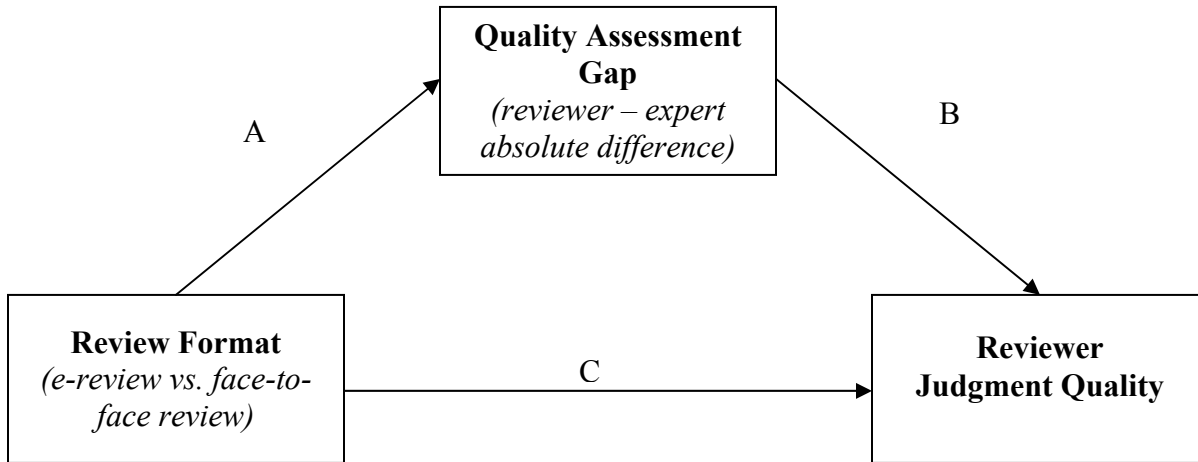 Quality Assessment
Gap
(reviewer – expert
absolute difference)
A
B
Review Format
(e-review vs. face-to-
face review)
C
Reviewer
Judgment Quality